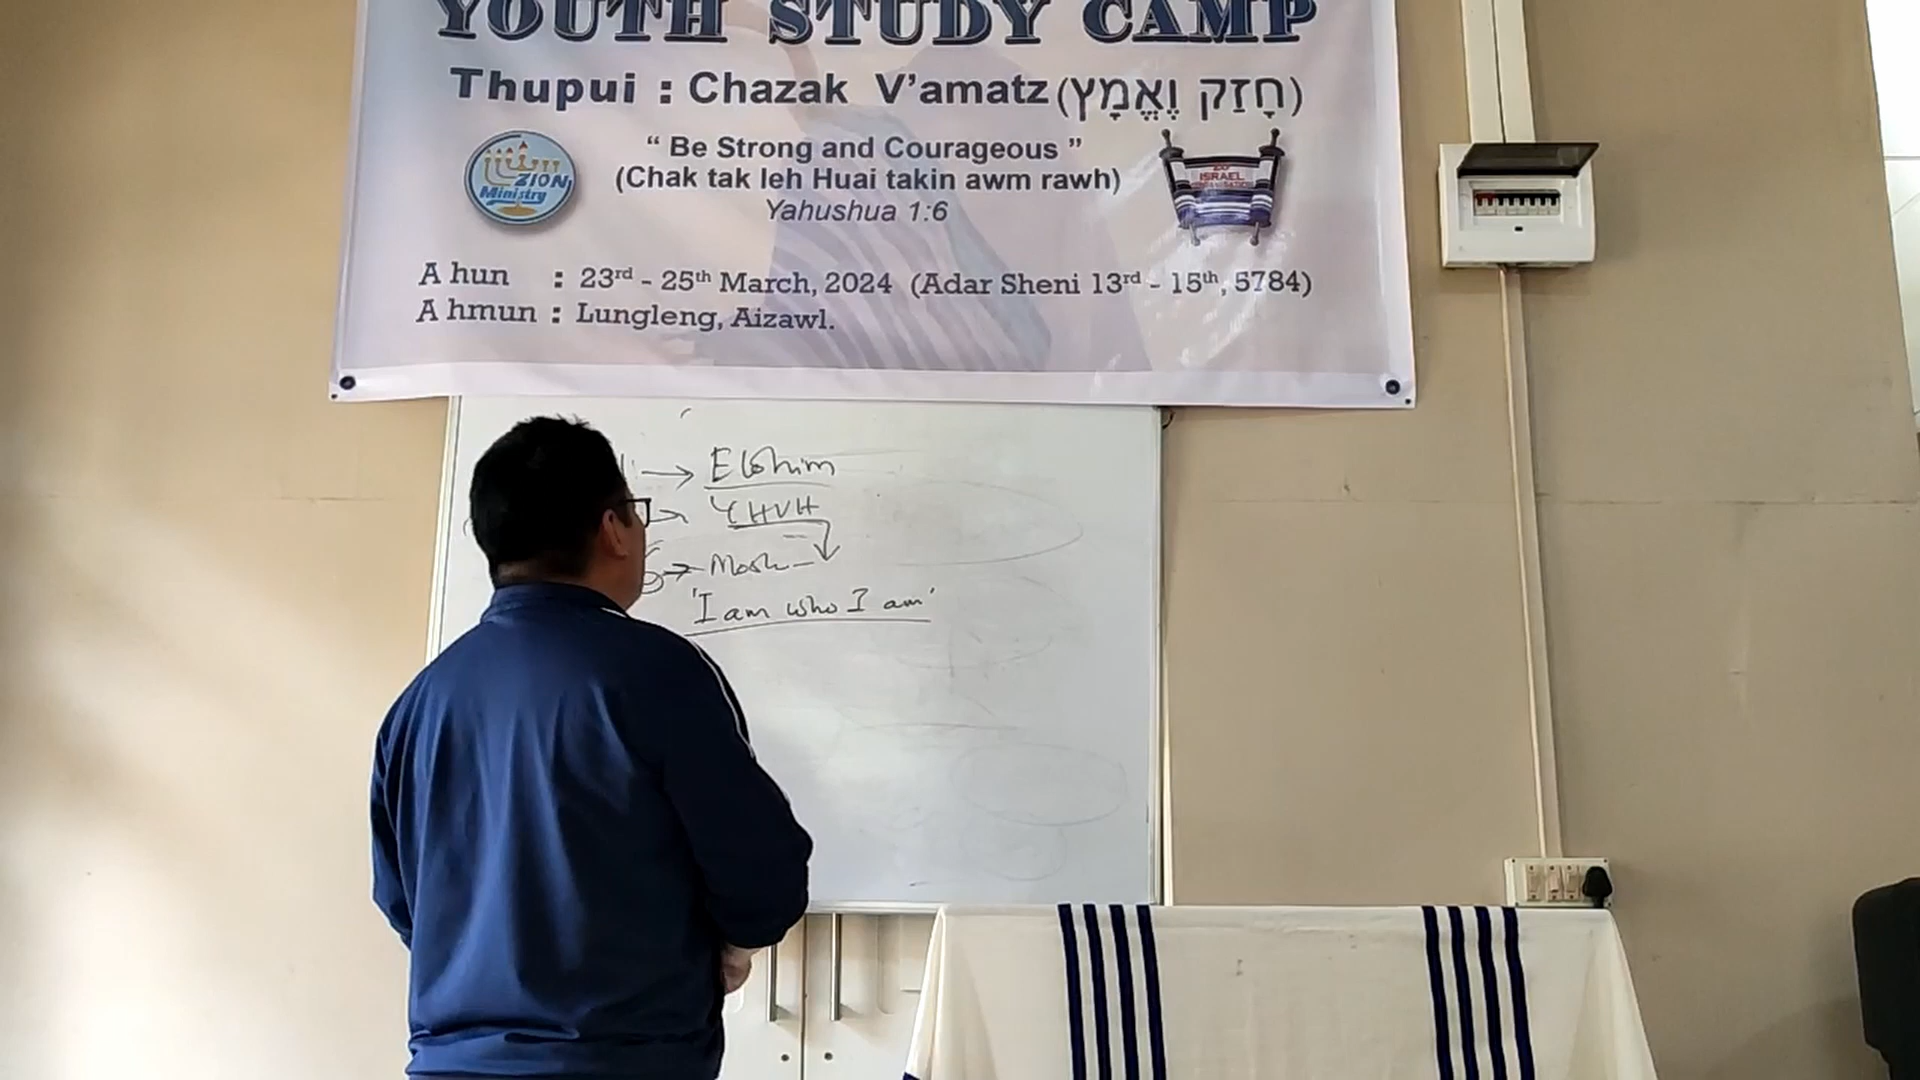 YOUTH STUDY CAMP
Thupui : Chazak V’amatz (חָזַק וֶאֱמָץ)
“ Be Strong and Courageous ”
(Chak tak leh Huai takin awm rawh)
Yahushua 1:6
ZION
Ministry
ISRAEL
A hun : 23rd - 25th March, 2024 (Adar Sheni 13rd - 15th, 5784)
A hmun : Lungleng, Aizawl.
→ Elohim
→ YHVH
→ Mosh
'I am who I am'